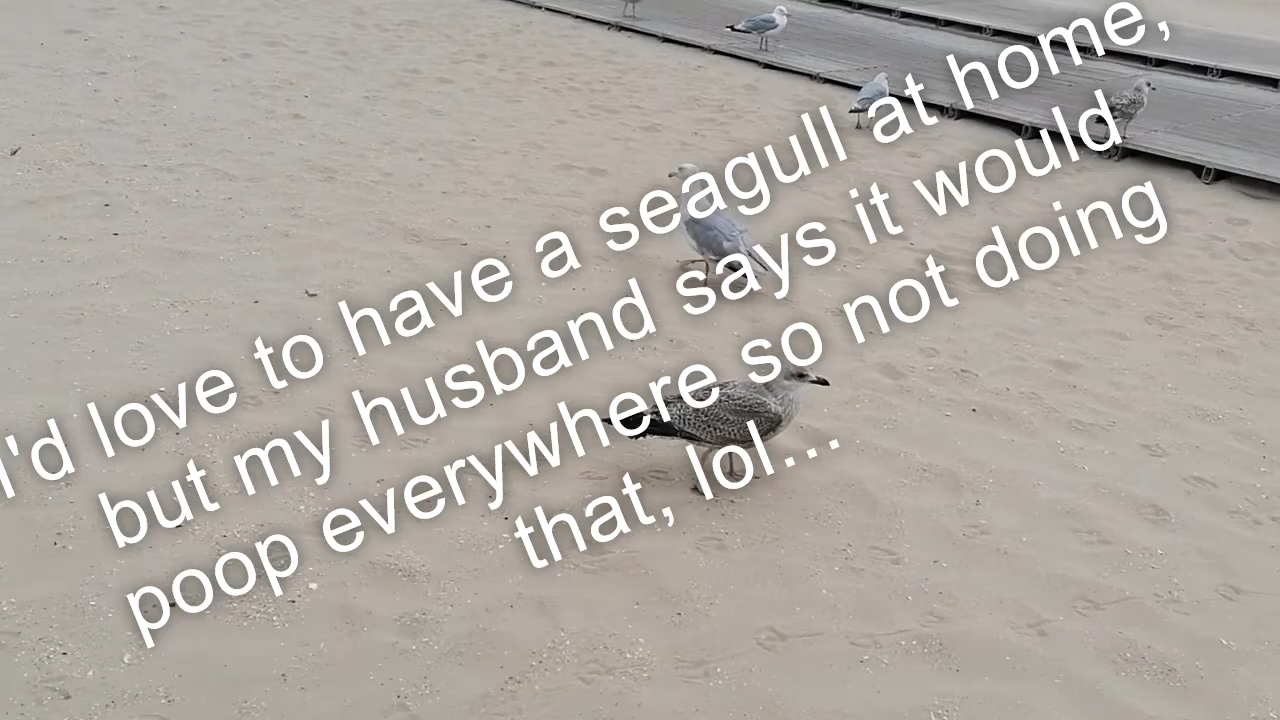 I'd love to have a seagull at home,
but my husband says it would
poop everywhere so not doing
that, lol...